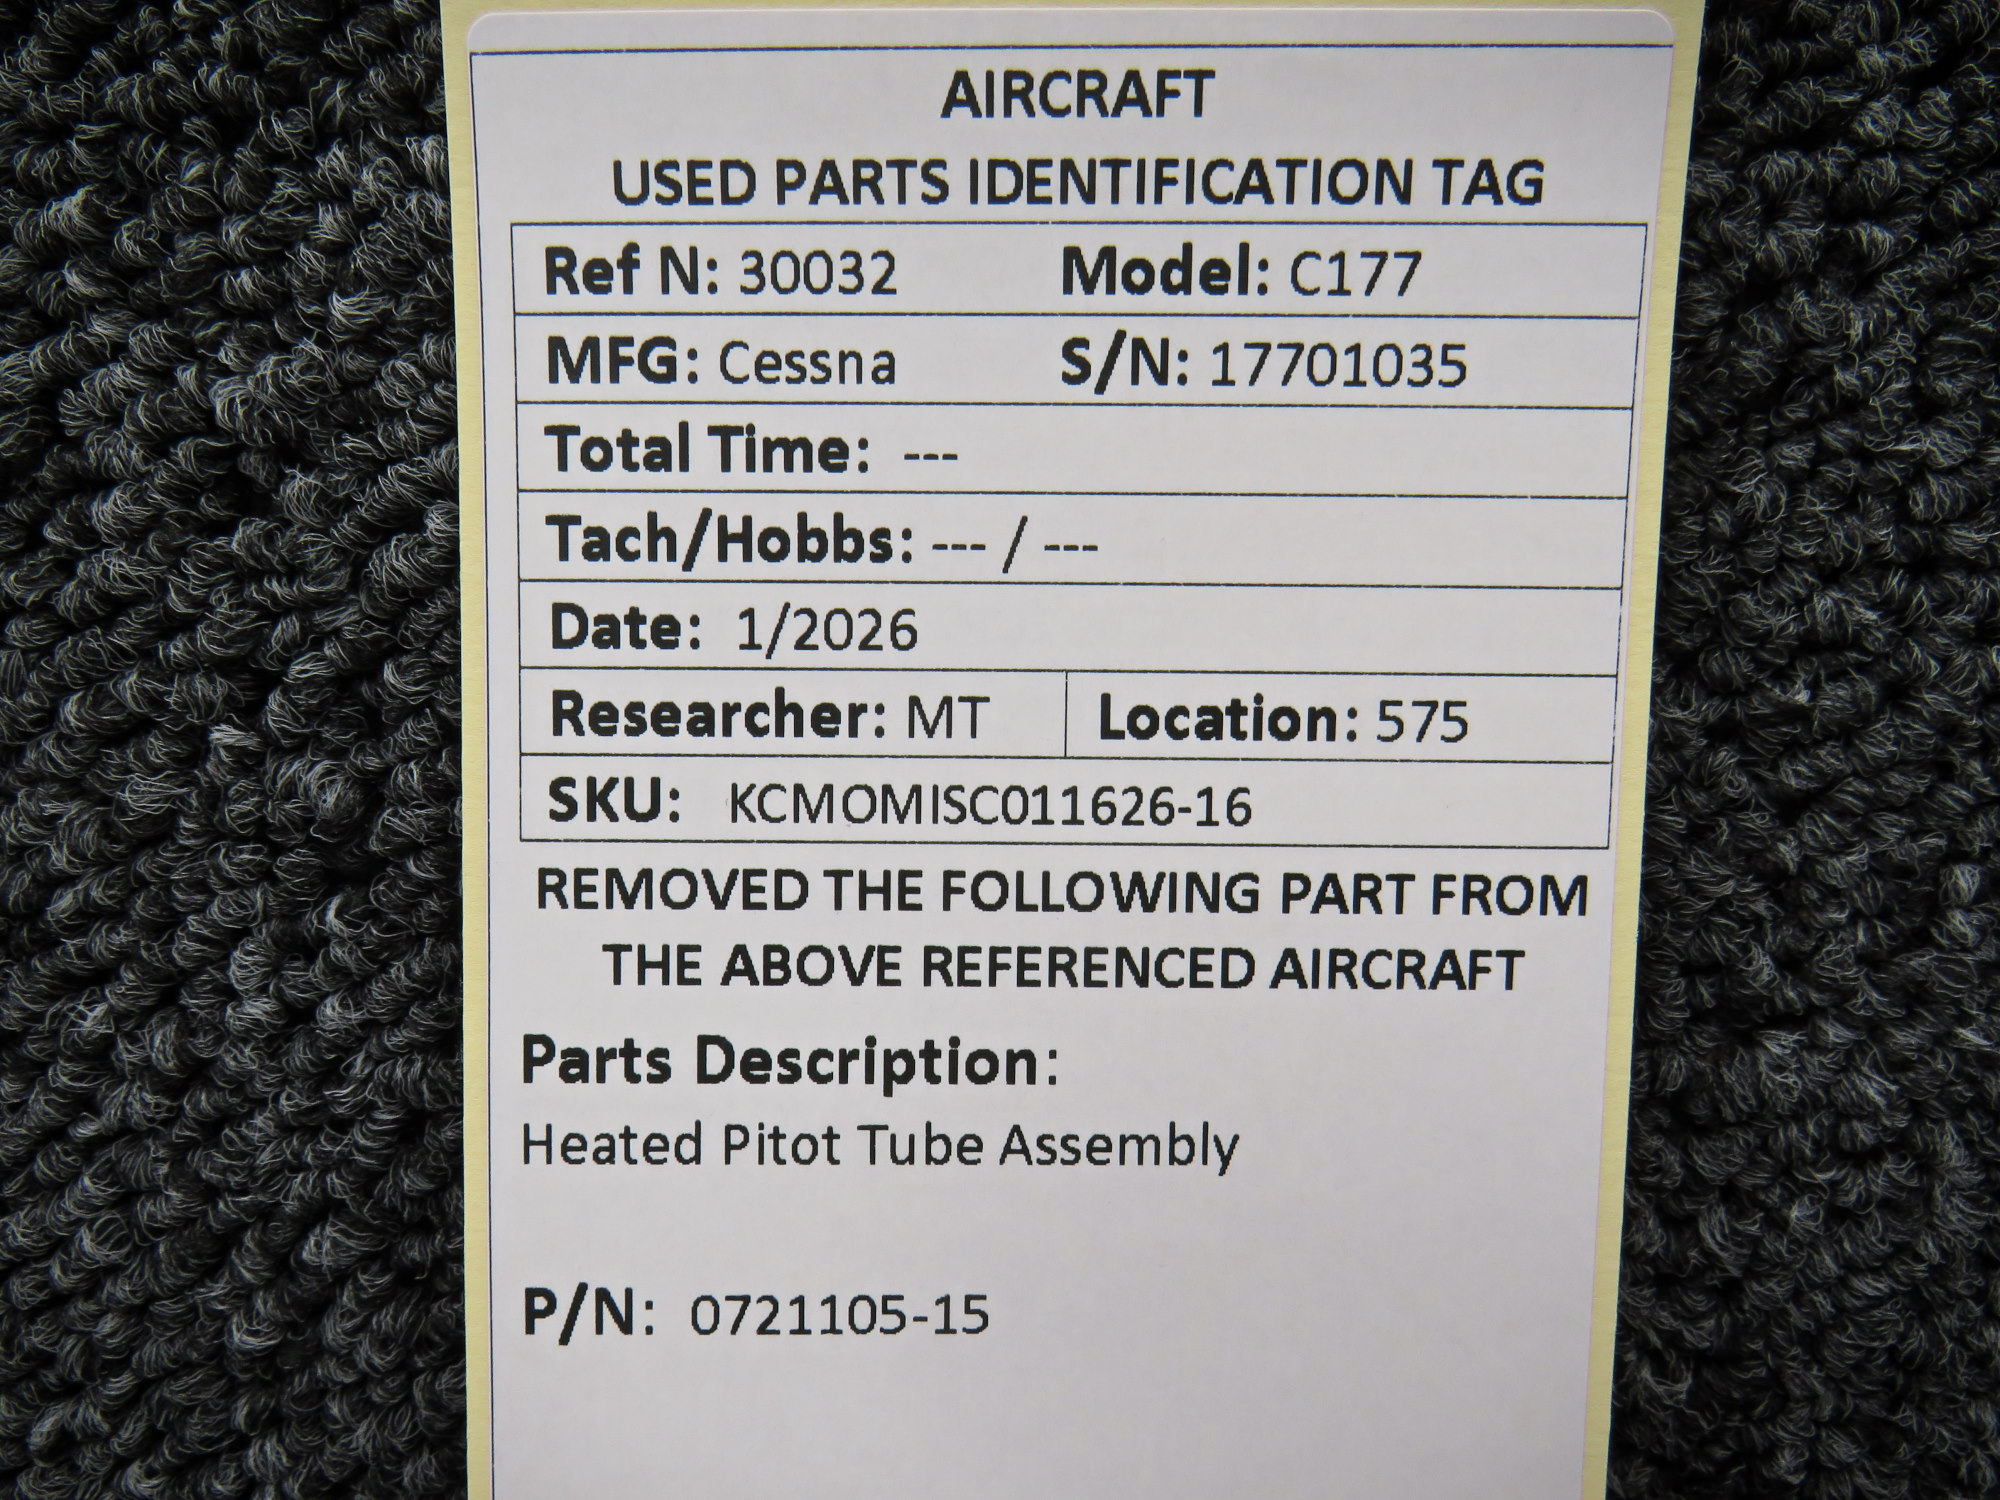 AIRCRAFT
USED PARTS IDENTIFICATION TAG
Ref N: 30032 Model: C177
MFG: Cessna S/N: 17701035
Total Time: ---
Tach/Hobbs: --- / ---
Date: 1/2026
Researcher: MT Location: 575
SKU: KCMOMISC011626-16
REMOVED THE FOLLOWING PART FROM
THE ABOVE REFERENCED AIRCRAFT
Parts Description:
Heated Pitot Tube Assembly
P/N: 0721105-15